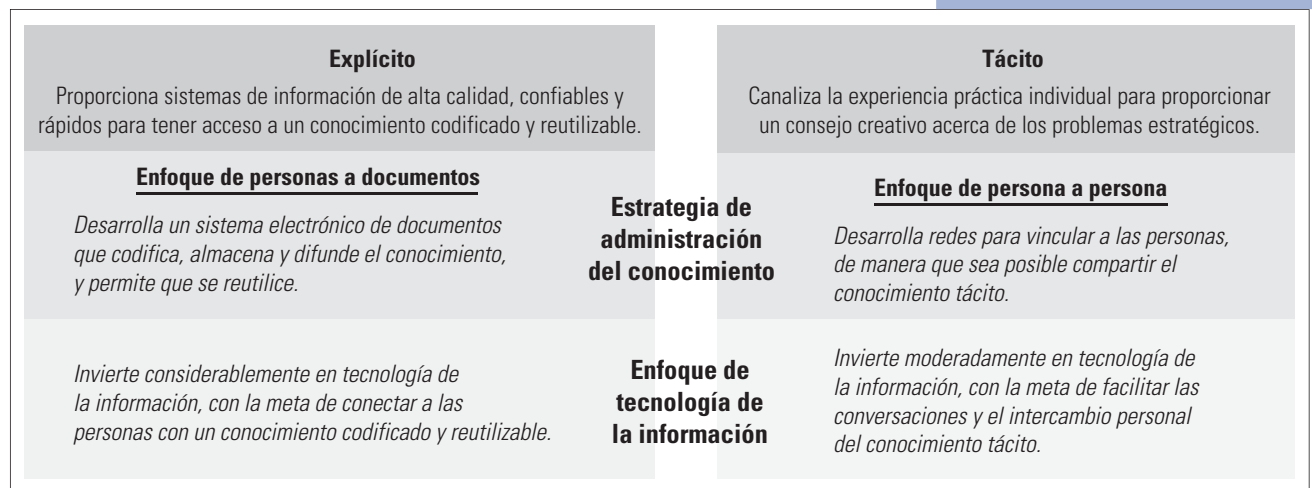 Explícito
Proporciona sistemas de información de alta calidad, confiables y
rápidos para tener acceso a un conocimiento codificado y reutilizable.
Tácito
Canaliza la experiencia práctica individual para proporcionar
un consejo creativo acerca de los problemas estratégicos.
Enfoque de personas a documentos
Desarrolla un sistema electrónico de documentos
que codifica, almacena y difunde el conocimiento,
y permite que se reutilice.
Estrategia de
administración
del conocimiento
Enfoque de persona a persona
Desarrolla redes para vincular a las personas,
de manera que sea posible compartir el
conocimiento tácito.
Invierte considerablemente en tecnología de
la información, con la meta de conectar a las
personas con un conocimiento codificado y reutilizable.
Enfoque de
tecnología de
la información
Invierte moderadamente en tecnología de
la información, con la meta de facilitar las
conversaciones y el intercambio personal
del conocimiento tácito.